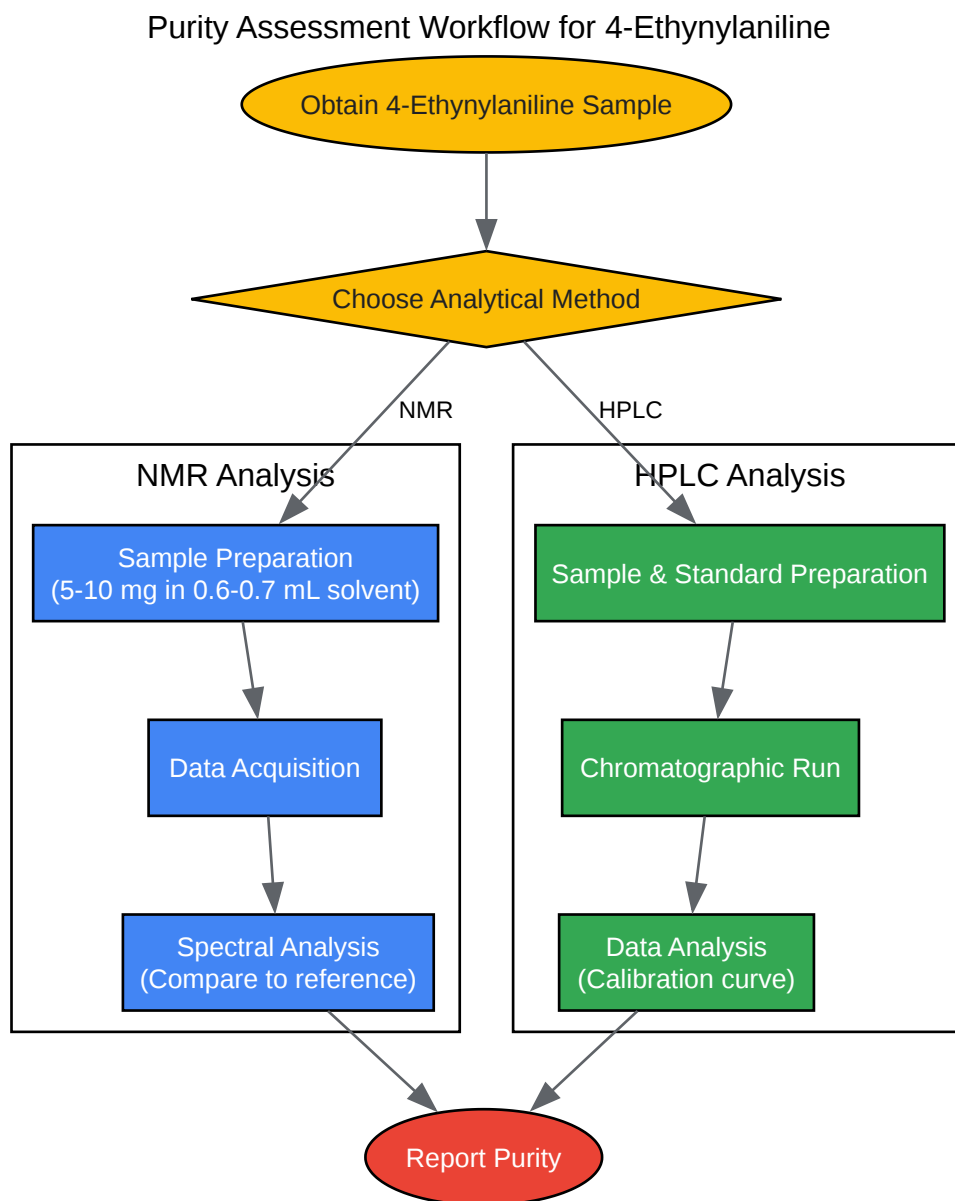 Purity Assessment Workflow for 4-Ethynylaniline
Obtain 4-Ethynylaniline Sample
Choose Analytical Method
NMR
HPLC
NMR Analysis
Sample Preparation
(5-10 mg in 0.6-0.7 mL solvent)
Data Acquisition
Spectral Analysis
(Compare to reference)
HPLC Analysis
Sample & Standard Preparation
Chromatographic Run
Data Analysis
(Calibration curve)
Report Purity